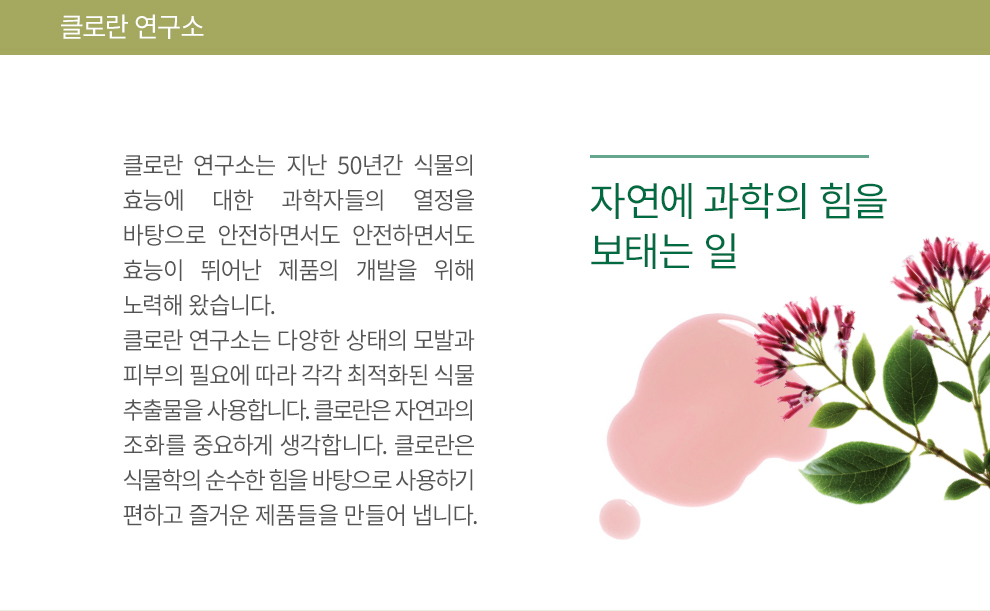 클로란 연구소
클로란 연구소는 지난 50년간 식물의
효능에 대한 과학자들의 열정을
바탕으로 안전하면서도 안전하면서도
효능이 뛰어난 제품의 개발을 위해
노력해 왔습니다.
클로란 연구소는 다양한 상태의 모발과
피부의 필요에 따라 각각 최적화된 식물
추출물을 사용합니다. 클로란은 자연과의
조화를 중요하게 생각합니다. 클로란은
식물학의 순수한 힘을 바탕으로 사용하기
편하고 즐거운 제품들을 만들어 냅니다.
자연에 과학의 힘을
보태는 일